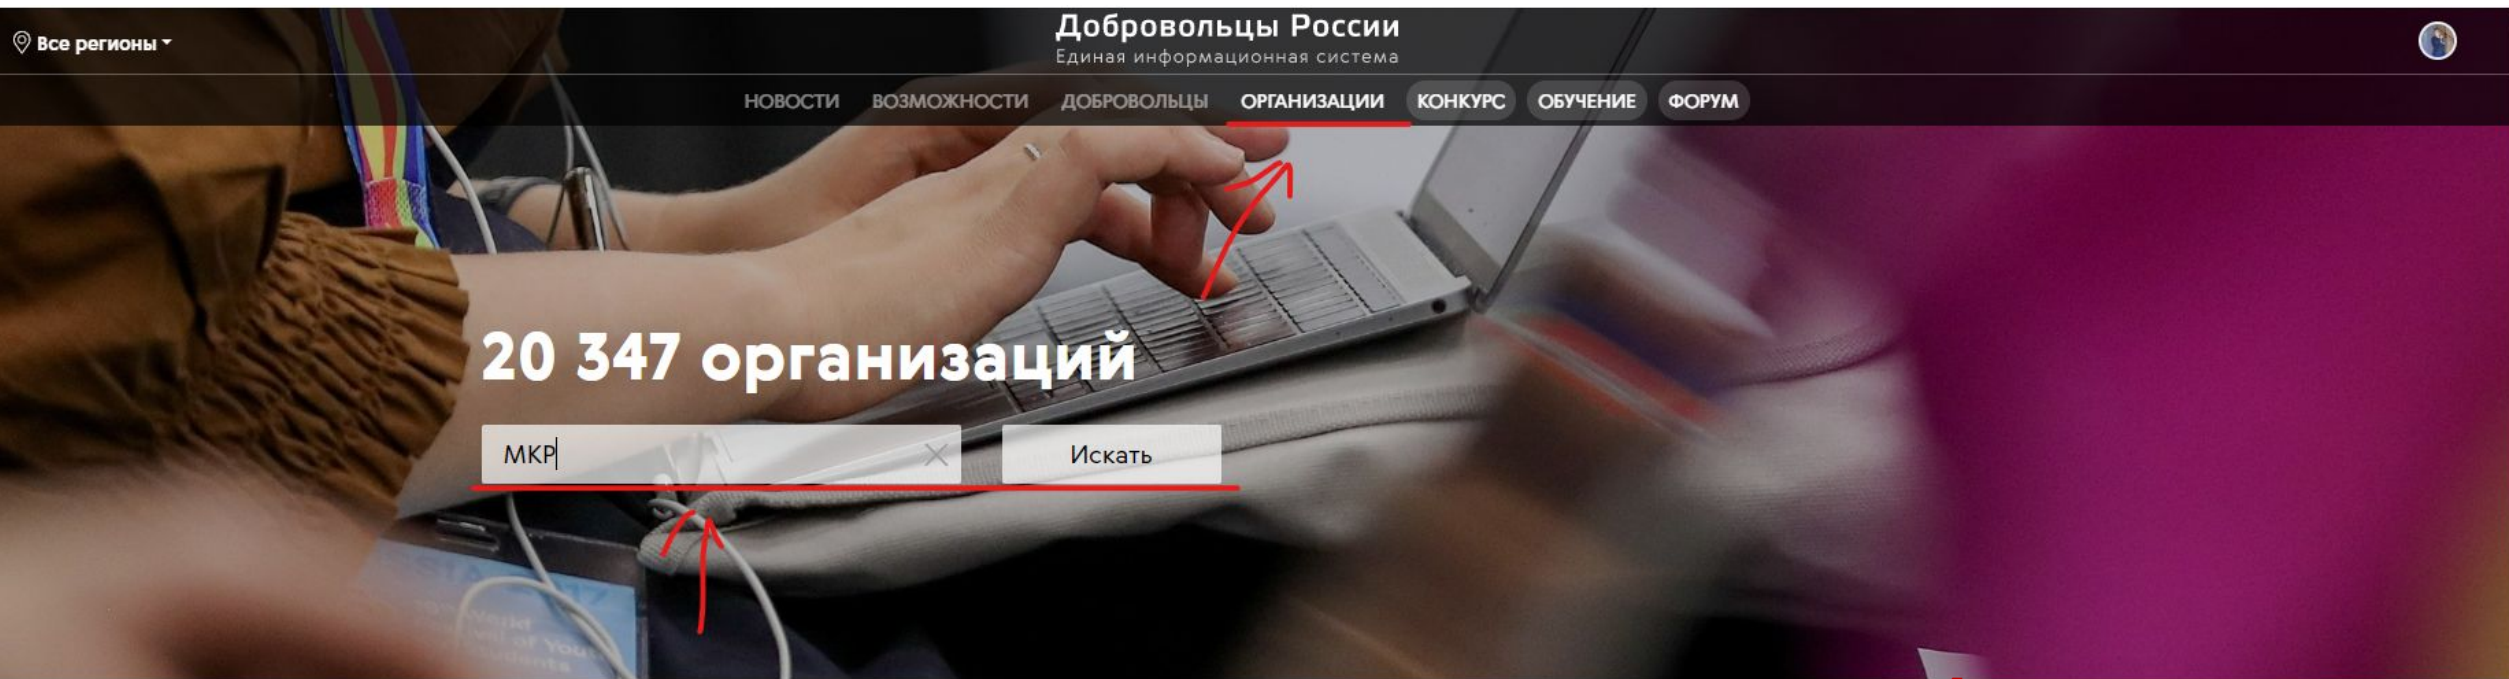 Все регионы
Добровольцы России
Единая информационная система
НОВОСТИ ВОЗМОЖНОСТИ ДОБРОВОЛЬЦЫ ОРГАНИЗАЦИИ КОНКУРС ОБУЧЕНИЕ ФОРУМ
20 347 организаций
МКР
Искать